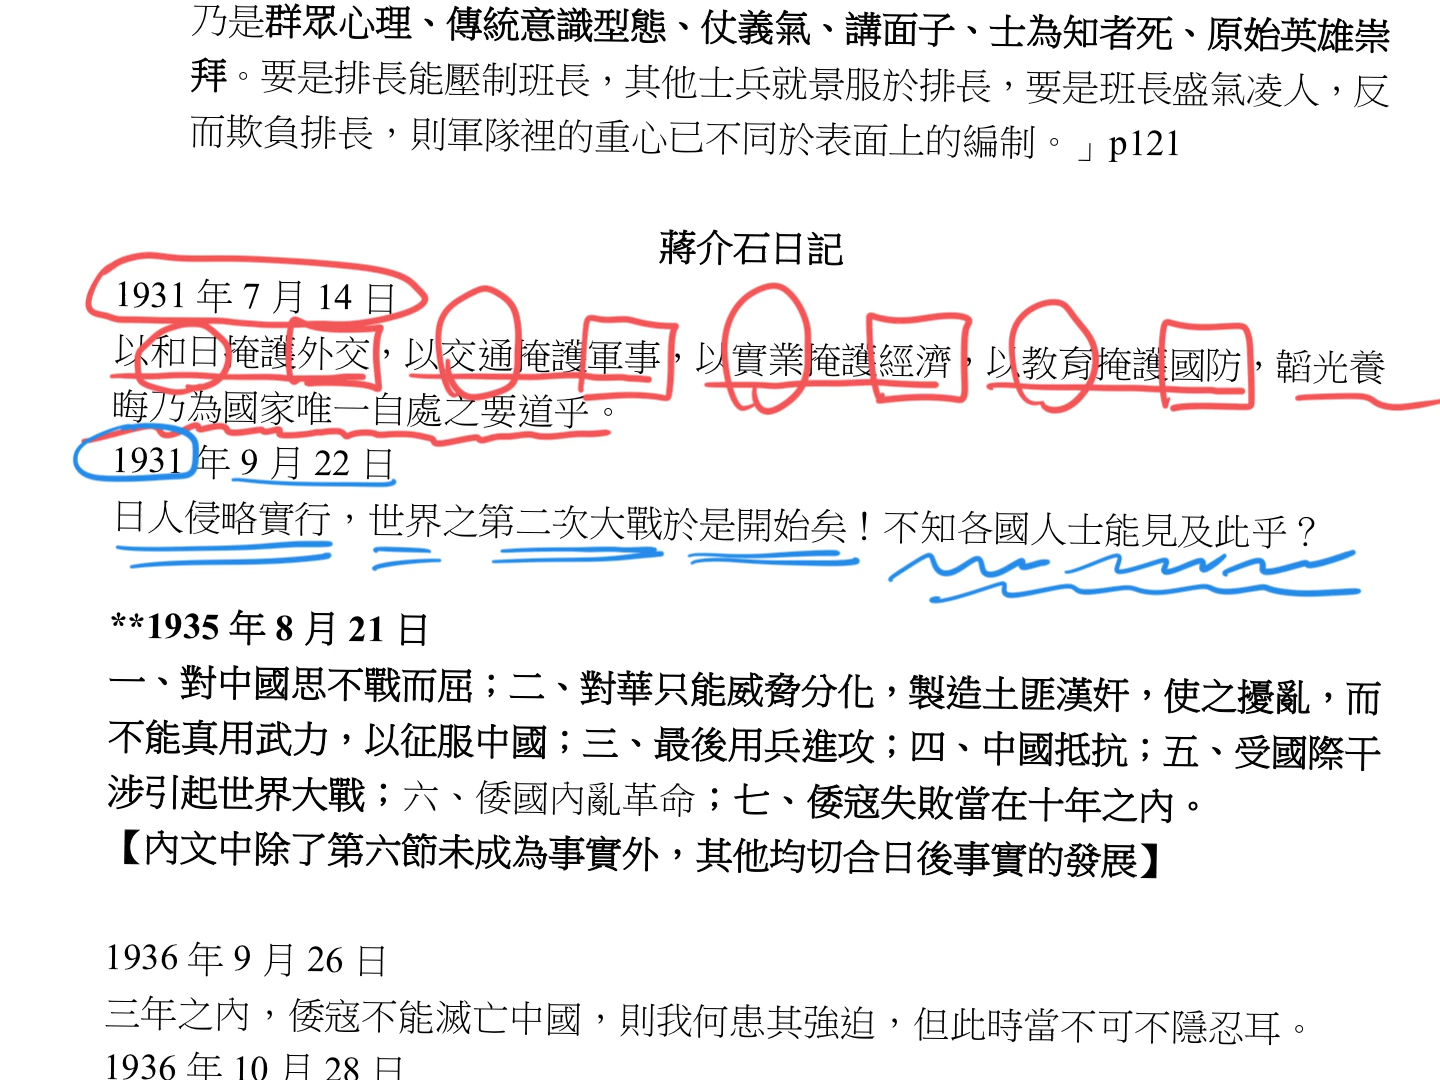 乃是群眾心理、傳統意識型態、仗義氣、講面子、士為知者死、原始英雄崇
拜。要是排長能壓制班長，其他士兵就景服於排長，要是班長盛氣凌人，反
而欺負排長，則軍隊裡的重心已不同於表面上的編制。」p121
蔣介石日記
1931 年 7 月 14 日
以和日掩護外交，以交通掩護軍事，以實業掩護經濟，以教育掩護國防，韜光養
晦乃為國家唯一自處之要道乎。
1931 年 9 月 22 日
日人侵略實行，世界之第二次大戰於是開始矣！不知各國人士能見及此乎？
**1935 年 8 月 21 日
一、對中國思不戰而屈；二、對華只能威脅分化，製造土匪漢奸，使之擾亂，而
不能真用武力，以征服中國；三、最後用兵進攻；四、中國抵抗；五、受國際干
涉引起世界大戰；六、倭國內亂革命；七、倭寇失敗當在十年之內。
【內文中除了第六節未成為事實外，其他均切合日後事實的發展】
1936 年 9 月 26 日
三年之內，倭寇不能滅亡中國，則我何患其強迫，但此時當不可不隱忍耳。
1936 年 10 月 28 日